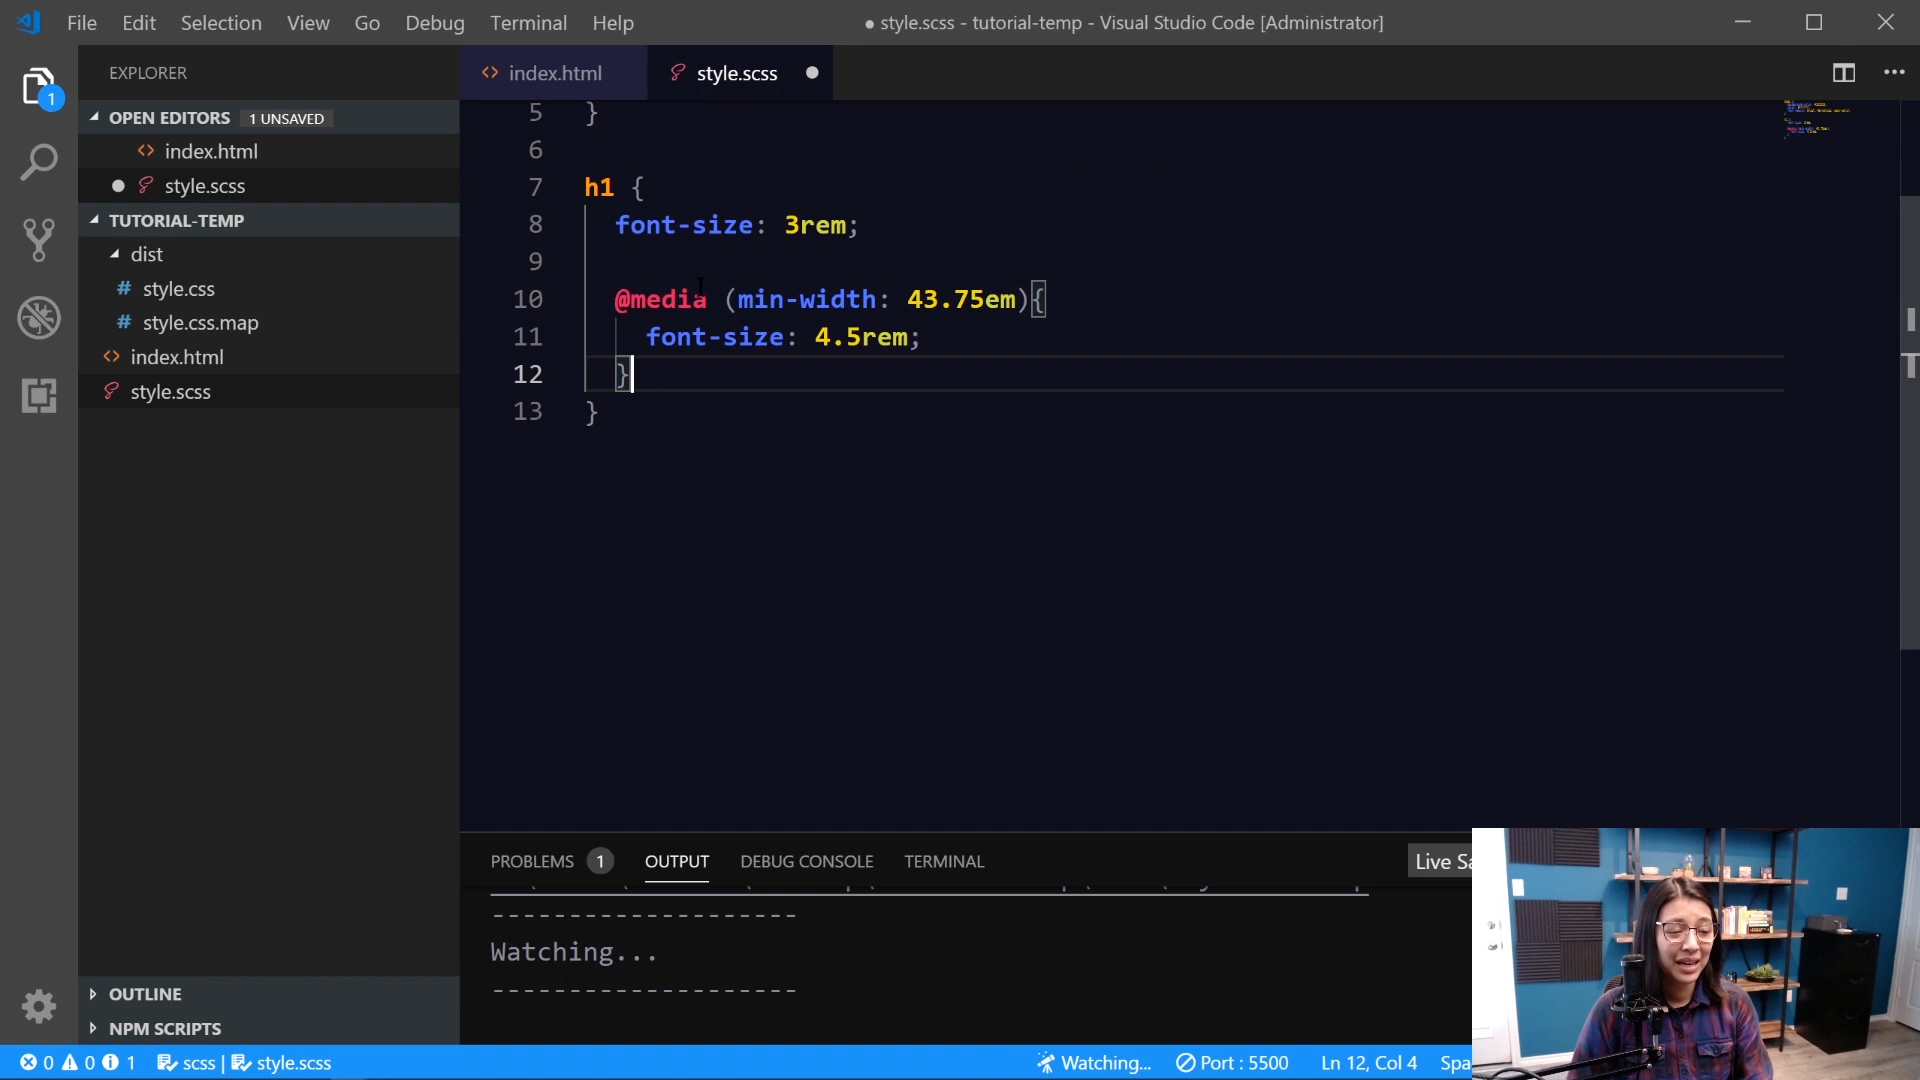 File Edit Selection View Go Debug Terminal Help
● style.scss - tutorial-temp - Visual Studio Code [Administrator]
EXPLORER
OPEN EDITORS 1 UNSAVED
index.html
style.scss
TUTORIAL-TEMP
dist
style.css
style.css.map
index.html
style.scss
OUTLINE
NPM SCRIPTS
1
index.html
style.scss
5 }
6
7 h1 {
8 font-size: 3rem;
9
10 @media (min-width: 43.75em){
11 font-size: 4.5rem;
12 }
13 }
PROBLEMS 1 OUTPUT DEBUG CONSOLE TERMINAL
Live Sa
--------------------
Watching...
--------------------
0 0 1 scss | style.scss
Watching... Port : 5500 Ln 12, Col 4 Spa